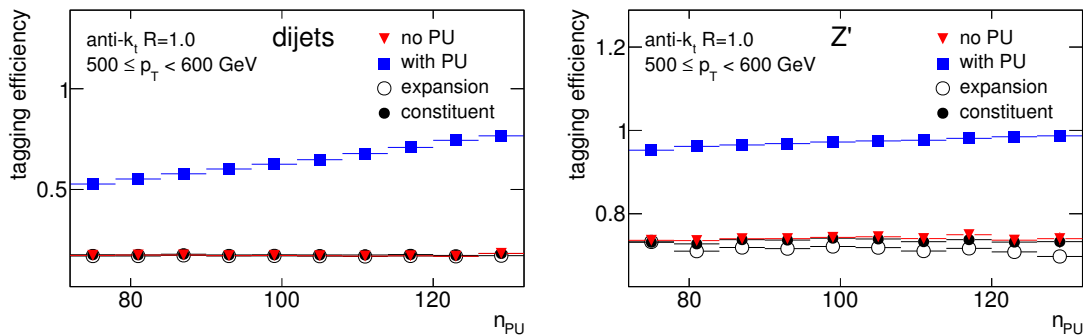 dijets
anti-k_t R=1.0
500 ≤ p_T < 600 GeV
no PU
with PU
expansion
constituent
tagging efficiency
1
0.5
80
100
120
n_PU
Z'
anti-k_t R=1.0
500 ≤ p_T < 600 GeV
no PU
with PU
expansion
constituent
tagging efficiency
1.2
1
0.8
80
100
120
n_PU